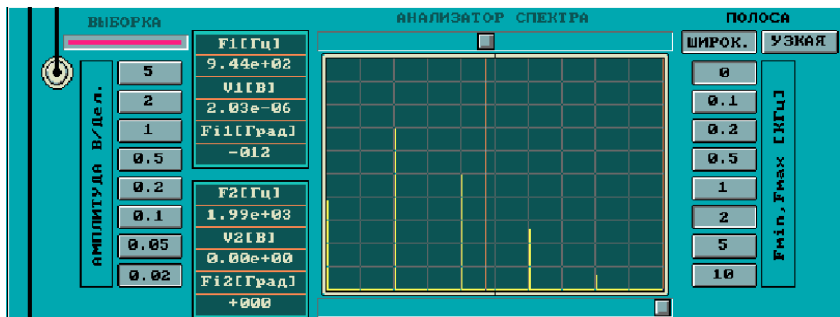 ВЫБОРКА
АНАЛИЗАТОР СПЕКТРА
ПОЛОСА
ШИРОК.
УЗКАЯ
АМПЛИТУДА В/Дел.
5
2
1
0.5
0.2
0.1
0.05
0.02
F1[Гц]
9.44e+02
V1[В]
2.03e-06
Fi1[Град]
-012
F2[Гц]
1.99e+03
V2[В]
0.00e+00
Fi2[Град]
+000
0
0.1
0.2
0.5
1
2
5
10
Fmin,Fmax [КГц]